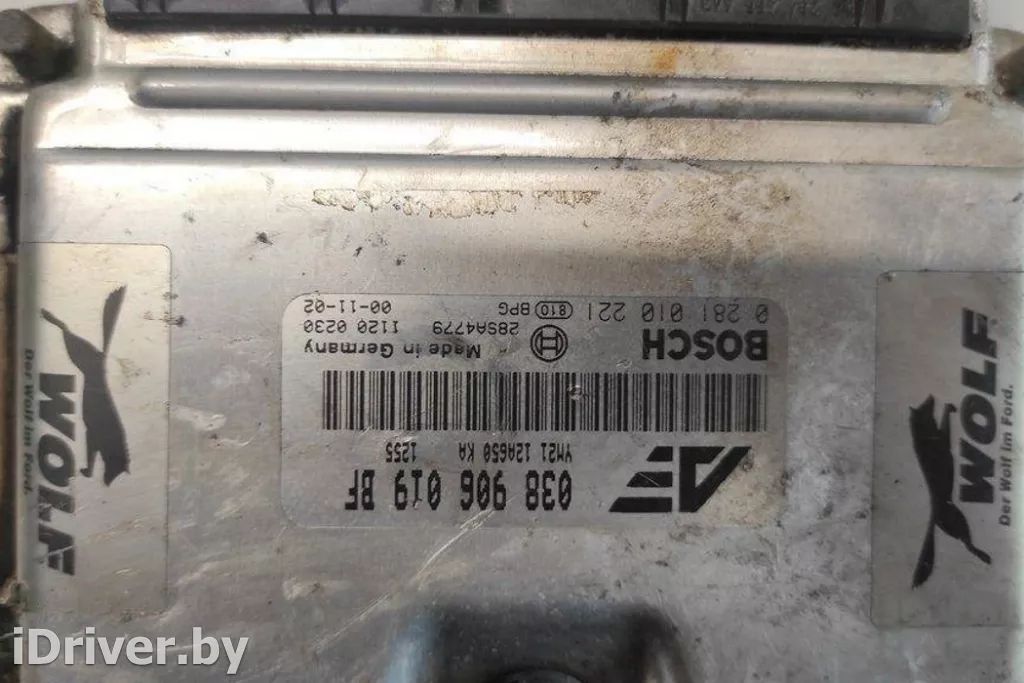 038 906 019 BF
YM21 12A650 KA 1255
BOSCH
Made in Germany
28SA4779 1120 0230
0 281 010 221 810 BPG 00-11-02
WOLF
Der Wolf im Ford.
WOLF
Der Wolf im Ford.
iDriver.by